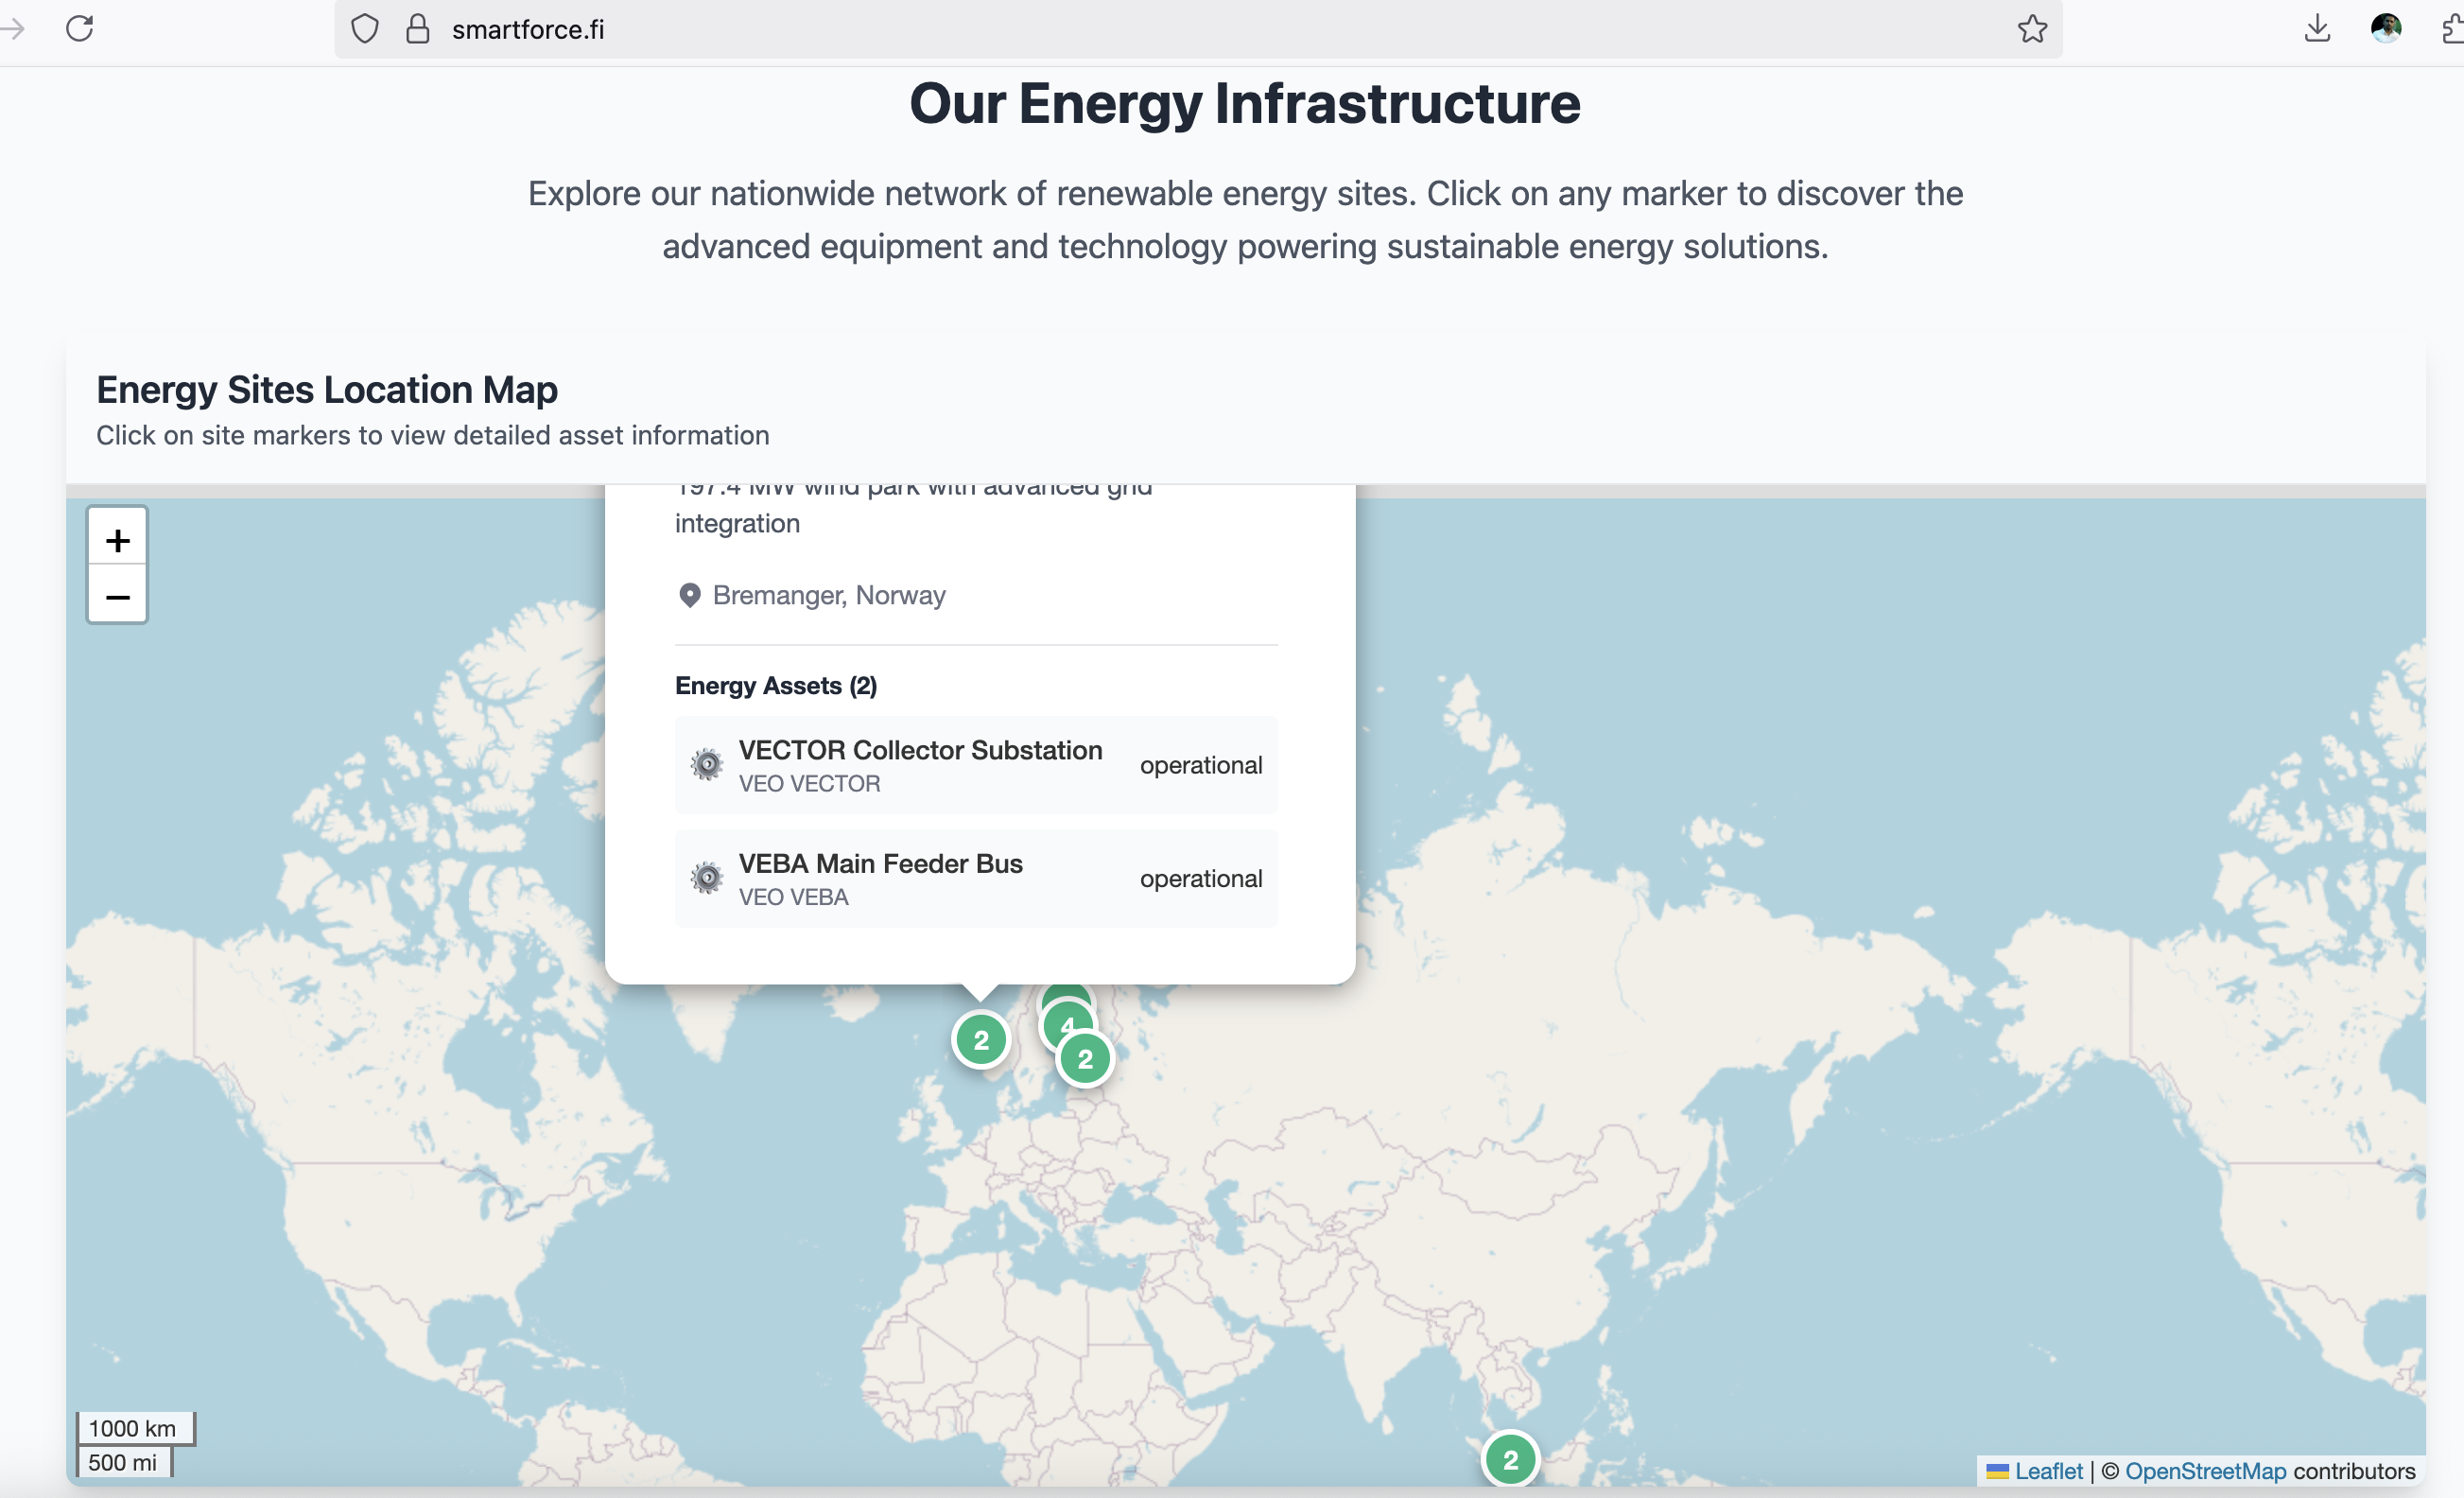 smartforce.fi
Our Energy Infrastructure
Explore our nationwide network of renewable energy sites. Click on any marker to discover the
advanced equipment and technology powering sustainable energy solutions.
Energy Sites Location Map
Click on site markers to view detailed asset information
+
−
197.4 MW wind park with advanced grid
integration
Bremanger, Norway
Energy Assets (2)
VECTOR Collector Substation
VEO VECTOR
operational
VEBA Main Feeder Bus
VEO VEBA
operational
2
4
2
2
1000 km
500 mi
Leaflet | © OpenStreetMap contributors